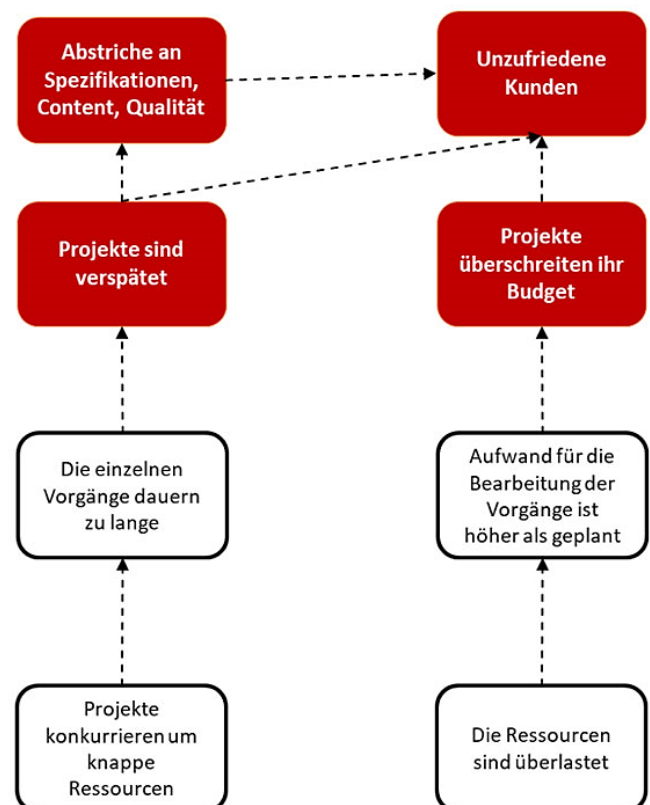 Abstriche an
Spezifikationen,
Content, Qualität
Unzufriedene
Kunden
Projekte sind
verspätet
Projekte
überschreiten ihr
Budget
Die einzelnen
Vorgänge dauern
zu lange
Aufwand für die
Bearbeitung der
Vorgänge ist
höher als geplant
Projekte
konkurrieren um
knappe
Ressourcen
Die Ressourcen
sind überlastet